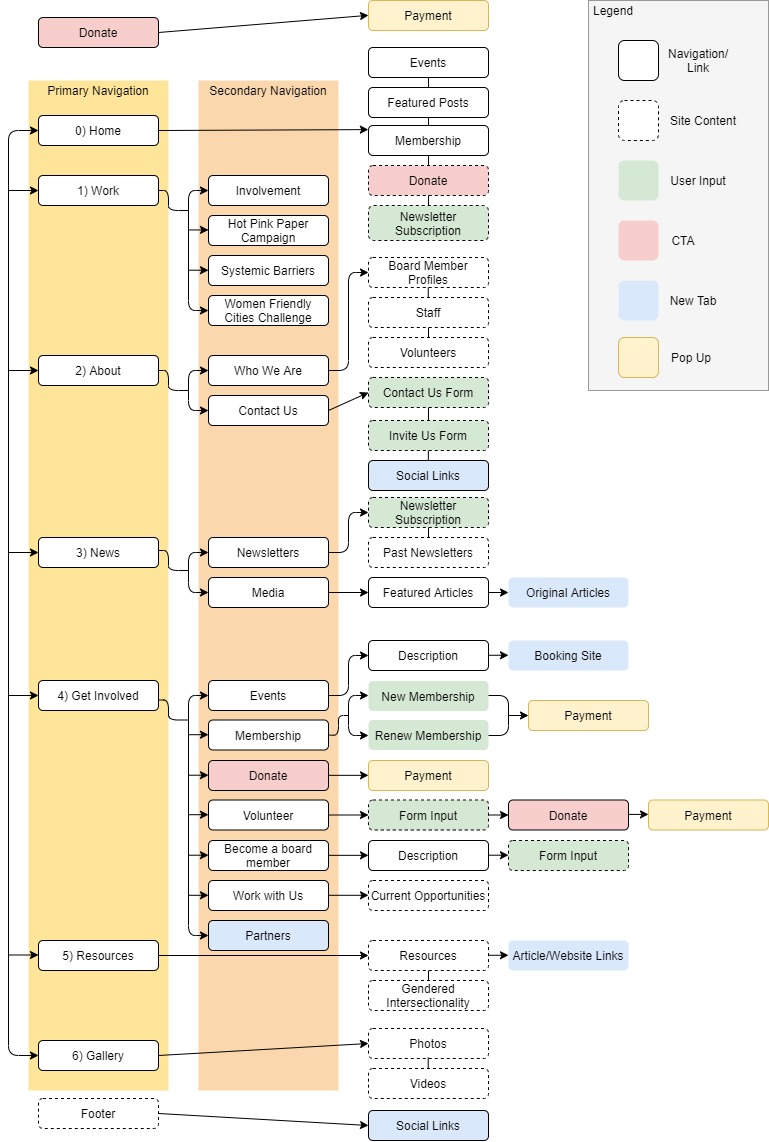 Donate
Payment
Legend
Navigation/
Link
Site Content
User Input
CTA
New Tab
Pop Up
Primary Navigation
Secondary Navigation
0) Home
Events
Featured Posts
Membership
Donate
Newsletter
Subscription
1) Work
Involvement
Hot Pink Paper
Campaign
Systemic Barriers
Women Friendly
Cities Challenge
2) About
Who We Are
Board Member
Profiles
Staff
Volunteers
Contact Us
Contact Us Form
Invite Us Form
Social Links
3) News
Newsletters
Newsletter
Subscription
Past Newsletters
Media
Featured Articles
Original Articles
4) Get Involved
Events
Description
Booking Site
Membership
New Membership
Renew Membership
Payment
Donate
Payment
Volunteer
Form Input
Donate
Payment
Become a board
member
Description
Form Input
Work with Us
Current Opportunities
Partners
5) Resources
Resources
Article/Website Links
Gendered
Intersectionality
6) Gallery
Photos
Videos
Footer
Social Links